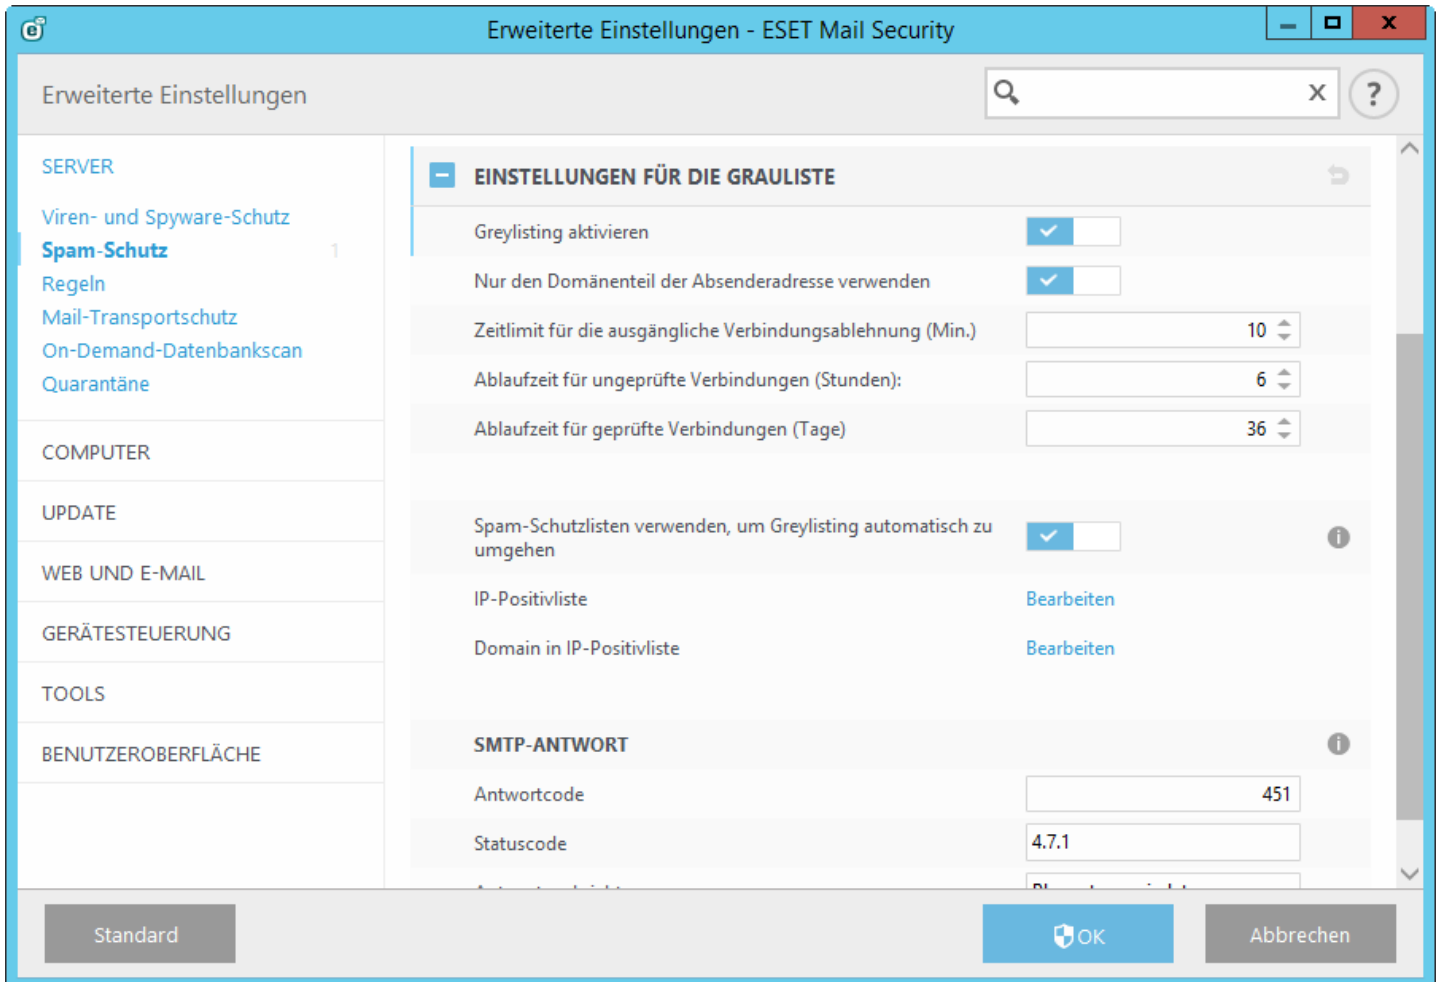 Erweiterte Einstellungen - ESET Mail Security
Erweiterte Einstellungen
SERVER
Viren- und Spyware-Schutz
Spam-Schutz 1
Regeln
Mail-Transportschutz
On-Demand-Datenbankscan
Quarantäne
COMPUTER
UPDATE
WEB UND E-MAIL
GERÄTESTEUERUNG
TOOLS
BENUTZEROBERFLÄCHE
EINSTELLUNGEN FÜR DIE GRAULISTE
Greylisting aktivieren
Nur den Domänenteil der Absenderadresse verwenden
Zeitlimit für die ausgängliche Verbindungsablehnung (Min.) 10
Ablaufzeit für ungeprüfte Verbindungen (Stunden): 6
Ablaufzeit für geprüfte Verbindungen (Tage) 36
Spam-Schutzlisten verwenden, um Greylisting automatisch zu
umgehen
IP-Positivliste Bearbeiten
Domain in IP-Positivliste Bearbeiten
SMTP-ANTWORT
Antwortcode 451
Statuscode 4.7.1
Standard
OK
Abbrechen